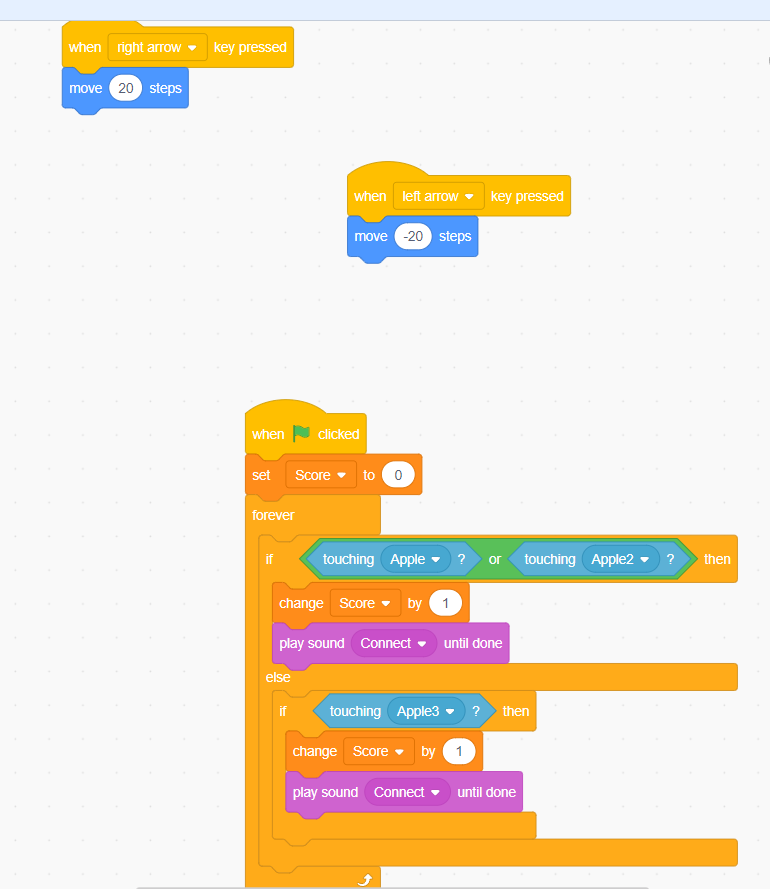 when right arrow key pressed
move 20 steps
when left arrow key pressed
move -20 steps
when clicked
set Score to 0
forever
if touching Apple ? or touching Apple2 ? then
change Score by 1
play sound Connect until done
else
if touching Apple3 ? then
change Score by 1
play sound Connect until done